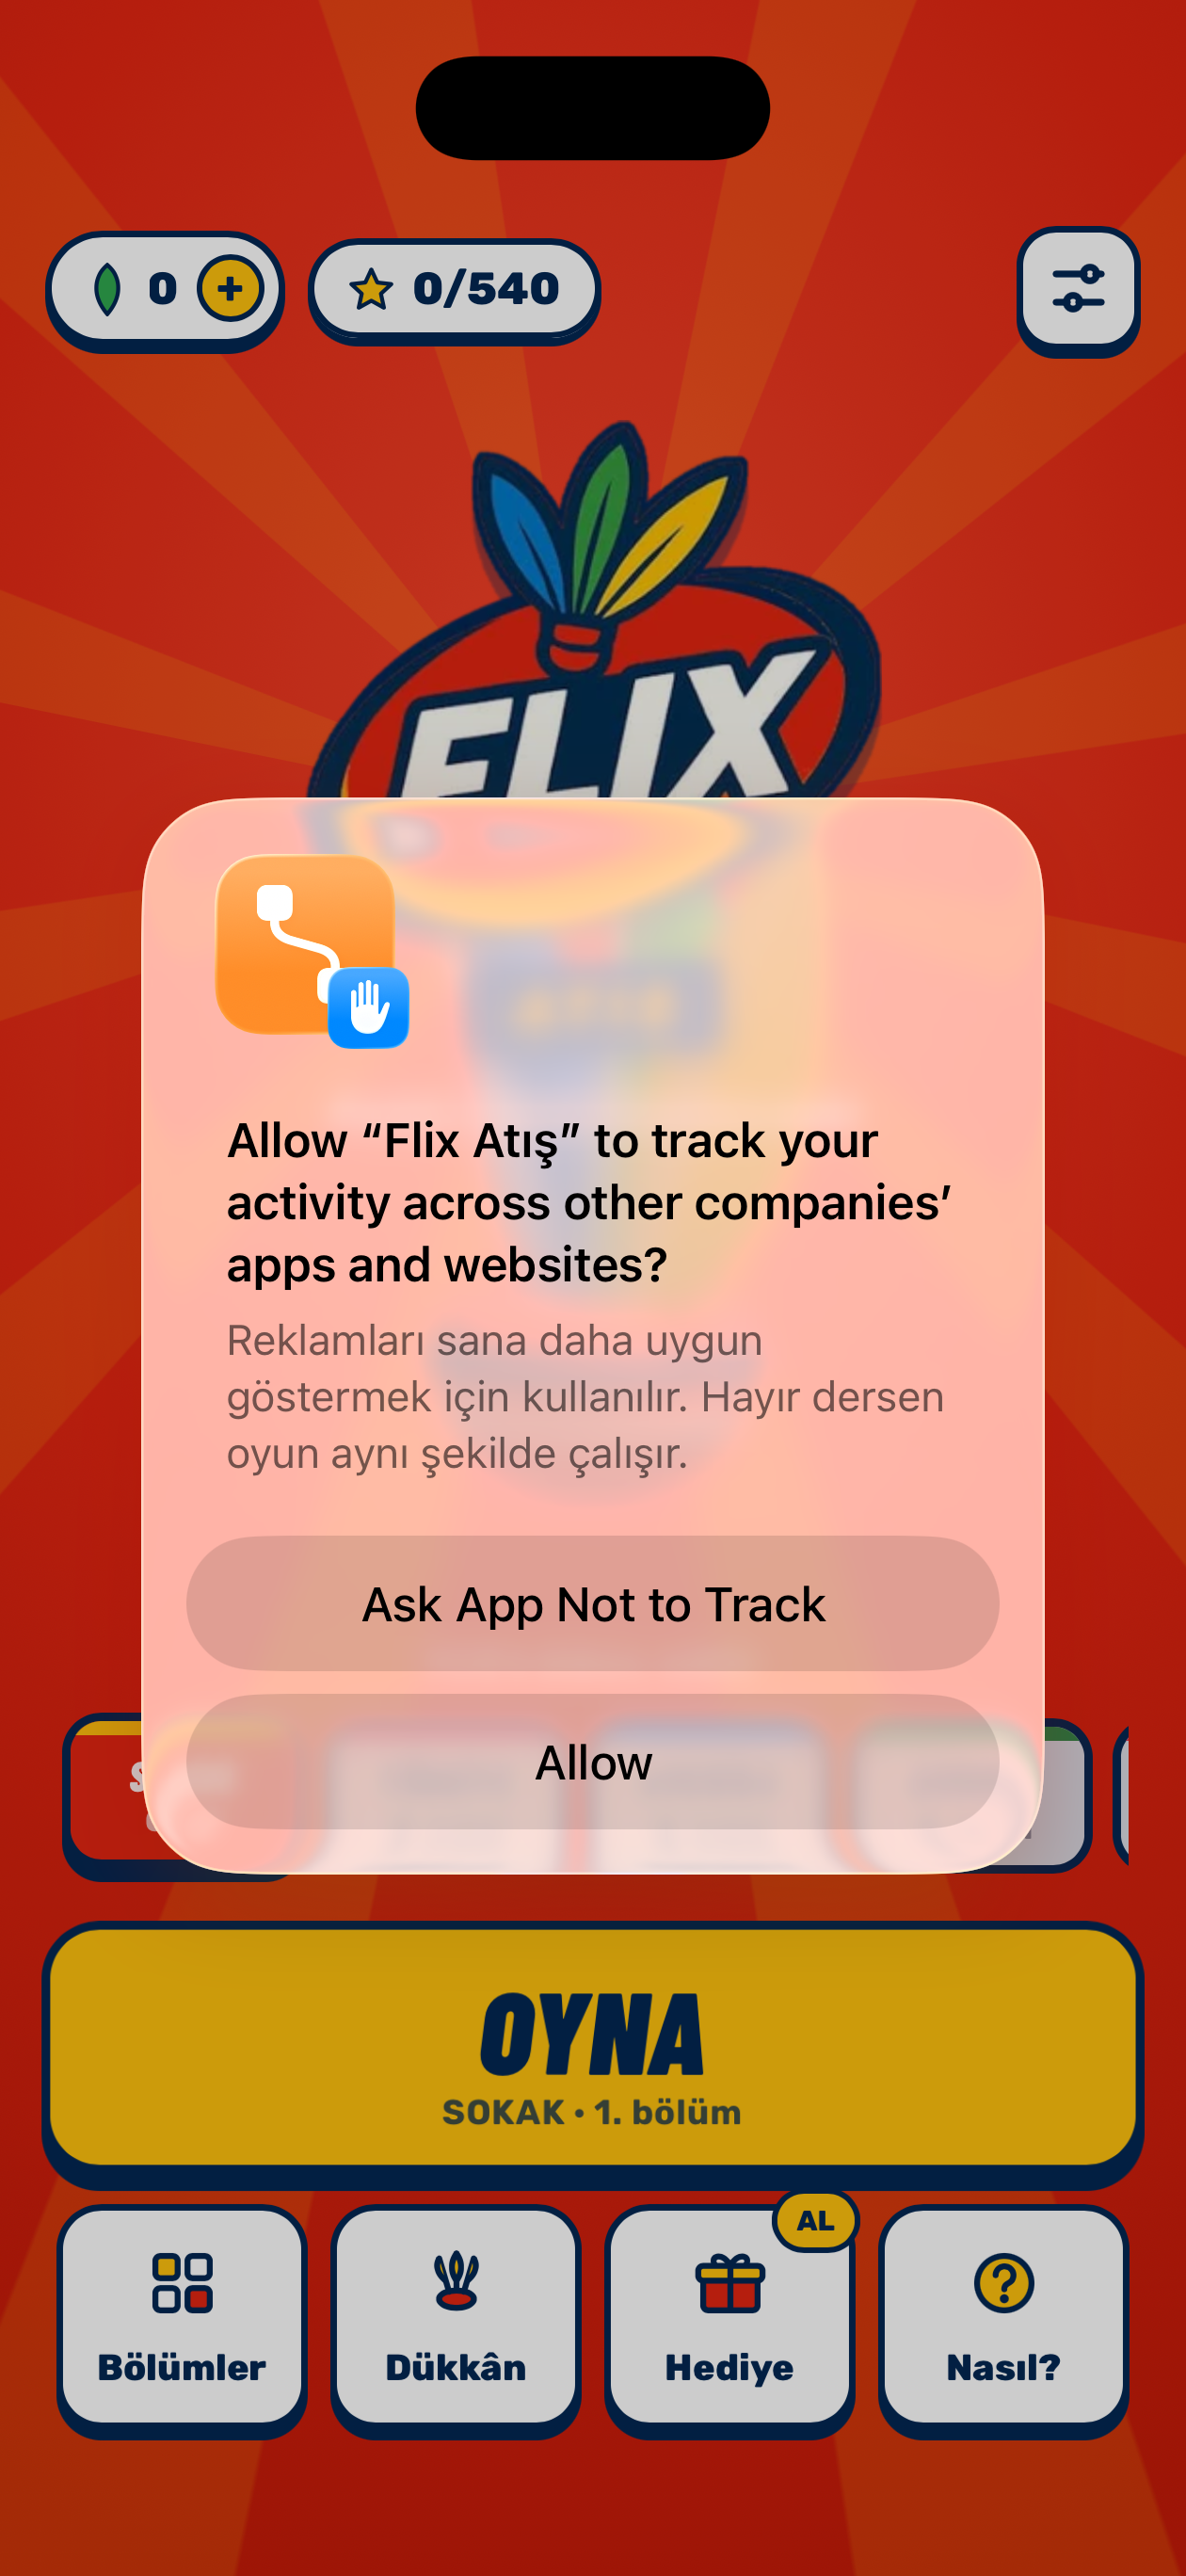 0
0/540
FLIX
Allow “Flix Atış” to track your
activity across other companies’
apps and websites?
Reklamları sana daha uygun
göstermek için kullanılır. Hayır dersen
oyun aynı şekilde çalışır.
Ask App Not to Track
Allow
OYNA
SOKAK · 1. bölüm
AL
Bölümler
Dükkân
Hediye
Nasıl?